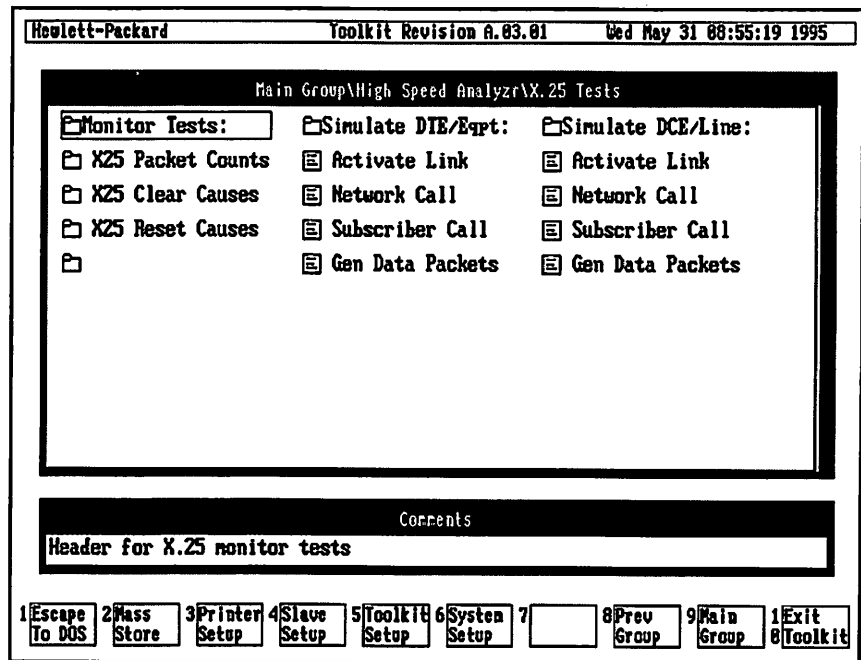 Hewlett-Packard Toolkit Revision A.03.01 Wed May 31 08:55:19 1995
Main Group\High Speed Analyzr\X.25 Tests
Monitor Tests: Simulate DTE/Eqpt: Simulate DCE/Line:
X25 Packet Counts Activate Link Activate Link
X25 Clear Causes Network Call Network Call
X25 Reset Causes Subscriber Call Subscriber Call
Gen Data Packets Gen Data Packets
Comments
Header for X.25 monitor tests
1 Escape 2 Mass 3 Printer 4 Slave 5 Toolkit 6 System 7 8 Prev 9 Main 1 Exit
To DOS Store Setup Setup Setup Setup Group Group 0 Toolkit